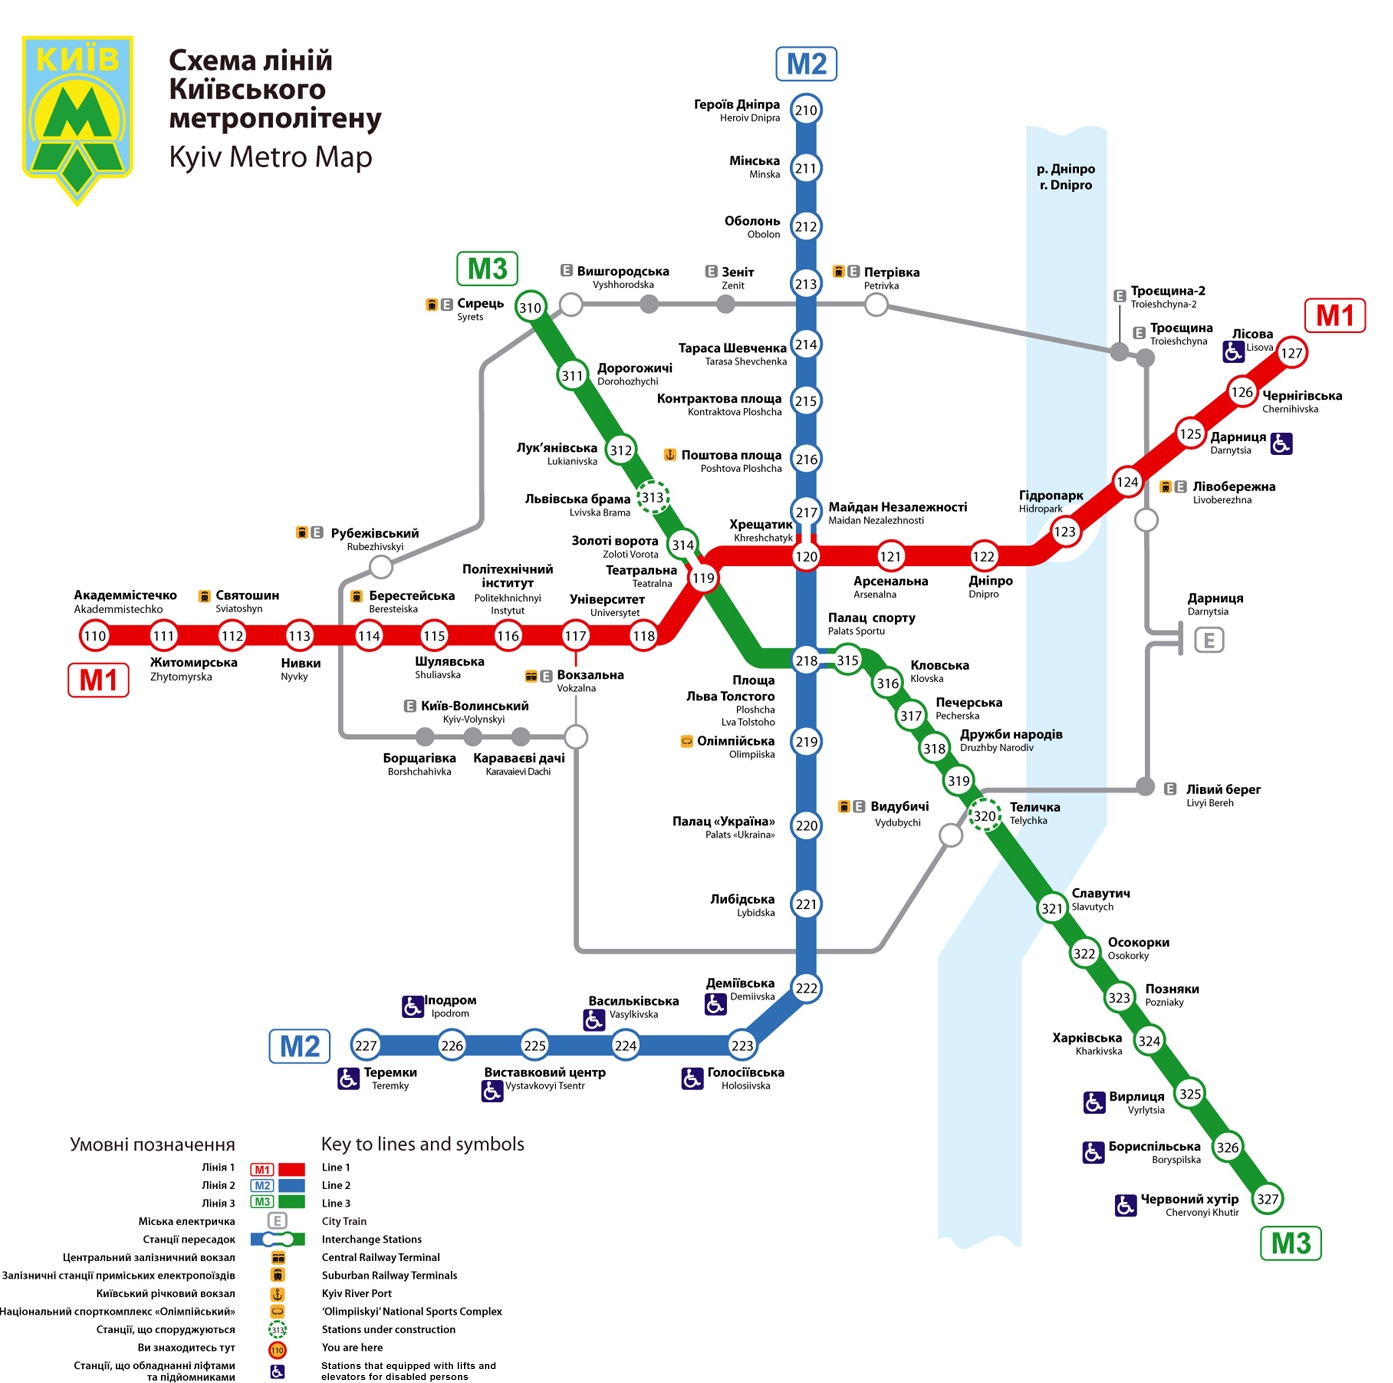 КИЇВ
Схема ліній
Київського
метрополітену
Kyiv Metro Map
M2
Героїв Дніпра
Heroiv Dnipra
210
Мінська
Minska
211
Оболонь
Obolon
212
р. Дніпро
r. Dnipro
M3
E
Сирець
Syrets
310
E
Вишгородська
Vyshhorodska
E
Зеніт
Zenit
213
E
Петрівка
Petrivka
E
Троєщина-2
Troieshchyna-2
E
Троєщина
Troieshchyna
M1
Лісова
Lisova
127
Тараса Шевченка
Tarasa Shevchenka
214
311
Дорогожичі
Dorohozhychi
126
Чернігівська
Chernihivska
Контрактова площа
Kontraktova Ploshcha
215
125
Дарниця
Darnytsia
Лук’янівська
Lukianivska
312
Поштова площа
Poshtova Ploshcha
216
124
E
Лівобережна
Livoberezhna
Львівська брама
Lvivska Brama
313
217
Майдан Незалежності
Maidan Nezalezhnosti
Гідропарк
Hidropark
123
E
Рубежівський
Rubezhivskyi
Золоті ворота
Zoloti Vorota
314
Хрещатик
Khreshchatyk
120
121
Арсенальна
Arsenalna
122
Дніпро
Dnipro
Театральна
Teatralna
119
Академмістечко
Akademmistechko
110
Святошин
Sviatoshyn
112
Берестейська
Beresteiska
114
Політехнічний
інститут
Politekhnichnyi
Instytut
116
Університет
Universytet
118
M1
111
Житомирська
Zhytomyrska
113
Нивки
Nyvky
115
Шулявська
Shuliavska
117
E
Вокзальна
Vokzalna
Дарниця
Darnytsia
E
Палац спорту
Palats Sportu
315
218
Площа
Льва Толстого
Ploshcha
Lva Tolstoho
316
Кловська
Klovska
317
Печерська
Pecherska
318
Дружби народів
Druzhby Narodiv
319
E
Київ-Волинський
Kyiv-Volynskyi
Борщагівка
Borshchahivka
Караваєві дачі
Karavaievi Dachi
Олімпійська
Olimpiiska
219
E
Видубичі
Vydubychi
320
Теличка
Telychka
E
Лівий берег
Livyi Bereh
Палац «Україна»
Palats «Ukraina»
220
Либідська
Lybidska
221
321
Славутич
Slavutych
322
Осокорки
Osokorky
Деміївська
Demiivska
222
323
Позняки
Pozniaky
M2
227
Теремки
Teremky
Іподром
Ipodrom
226
225
Виставковий центр
Vystavkovyi Tsentr
Васильківська
Vasylkivska
224
223
Голосіївська
Holosiivska
Харківська
Kharkivska
324
Вирлиця
Vyrlytsia
325
Бориспільська
Boryspilska
326
Червоний хутір
Chervonyi Khutir
327
M3
Умовні позначення
Key to lines and symbols
Лінія 1 M1 Line 1
Лінія 2 M2 Line 2
Лінія 3 M3 Line 3
Міська електричка E City Train
Станції пересадок Interchange Stations
Центральний залізничний вокзал Central Railway Terminal
Залізничні станції приміських електропоїздів Suburban Railway Terminals
Київський річковий вокзал Kyiv River Port
Національний спорткомплекс «Олімпійський» ‘Olimpiiskyi’ National Sports Complex
Станції, що споруджуються 313 Stations under construction
Ви знаходитесь тут 110 You are here
Станції, що обладнанні ліфтами
та підйомниками
Stations that equipped with lifts and
elevators for disabled persons